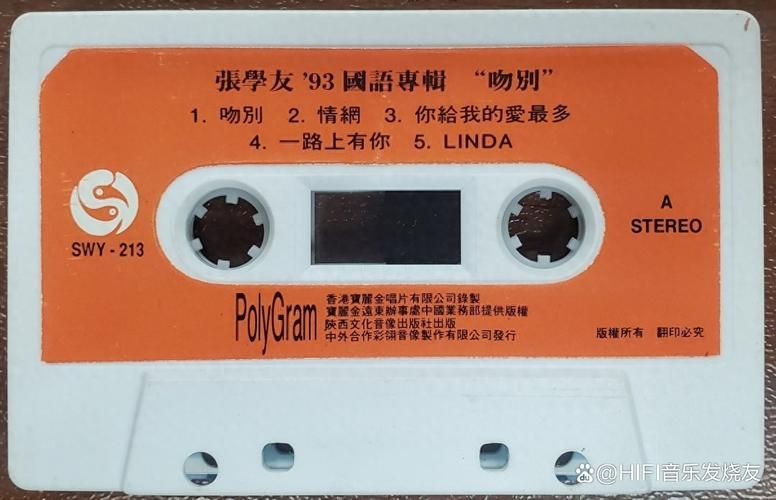 張學友 '93 國語專輯 “吻別”
1. 吻別 2. 情網 3. 你給我的愛最多
4. 一路上有你 5. LINDA
SWY - 213
A
STEREO
PolyGram
香港寶麗金唱片有限公司錄製
寶麗金遠東辦事處中國業務部提供版權
陝西文化音像出版社出版
中外合作彩翎音像製作有限公司發行
版權所有 翻印必究
@HIFI音乐发烧友